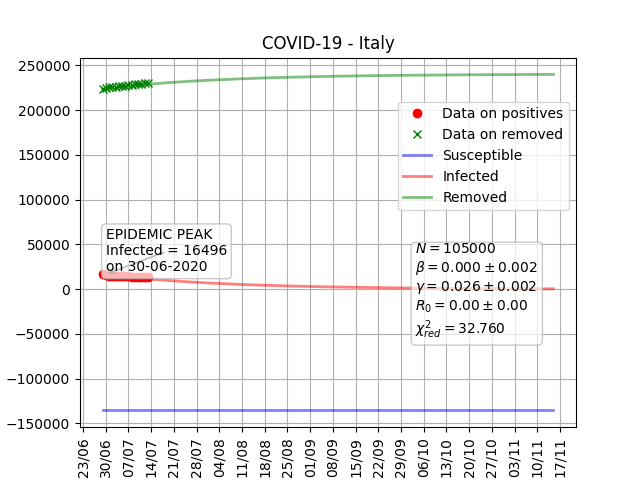 COVID-19 - Italy
250000
200000
150000
100000
50000
0
−50000
−100000
−150000
Data on positives
Data on removed
Susceptible
Infected
Removed
EPIDEMIC PEAK
Infected = 16496
on 30-06-2020
N = 105000
β = 0.000 ± 0.002
γ = 0.026 ± 0.002
R₀ = 0.00 ± 0.00
χ²red = 32.760
23/06
30/06
07/07
14/07
21/07
28/07
04/08
11/08
18/08
25/08
01/09
08/09
15/09
22/09
29/09
06/10
13/10
20/10
27/10
03/11
10/11
17/11